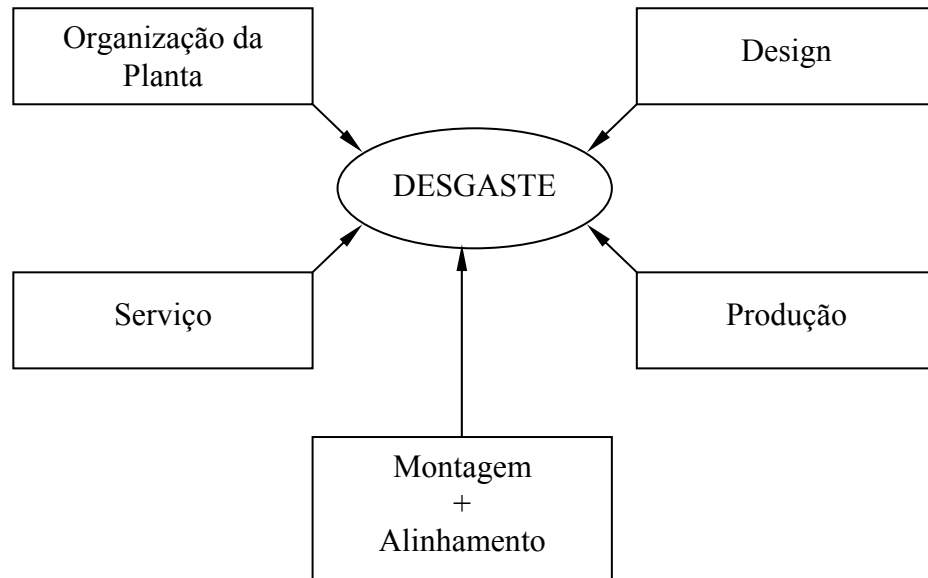 Organização da
Planta
Design
DESGASTE
Serviço
Produção
Montagem
+
Alinhamento